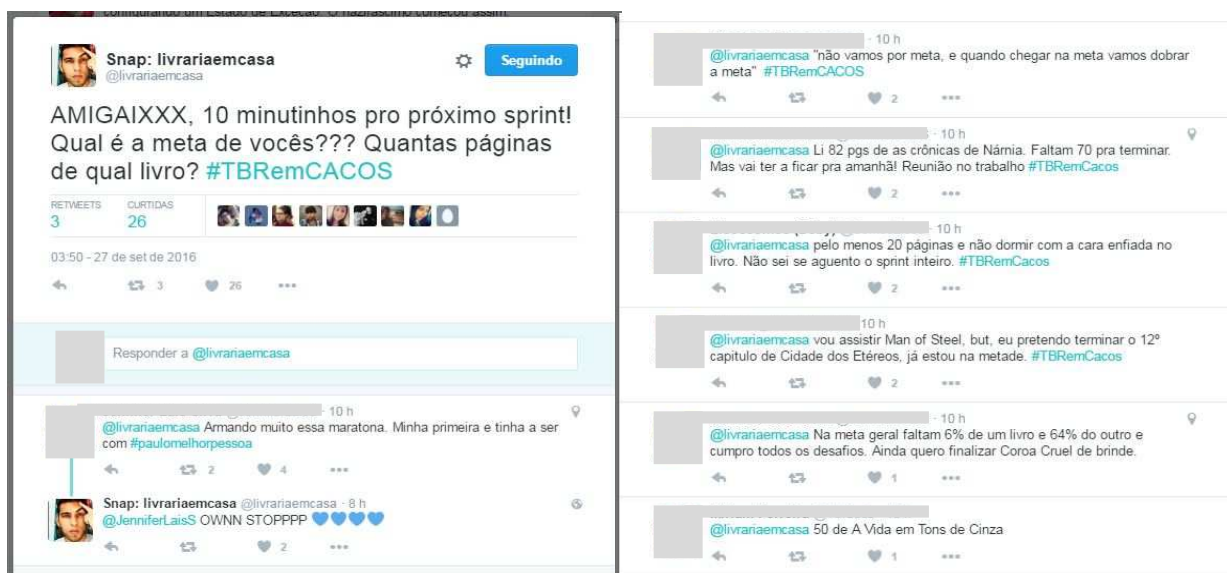 configurando um Estado de Exceção. O nazifascismo começou assim.
Snap: livrariaemcasa
@livrariaemcasa
Seguindo
AMIGAIXXX, 10 minutinhos pro próximo sprint!
Qual é a meta de vocês??? Quantas páginas
de qual livro? #TBRemCACOS
RETWEETS CURTIDAS
3 26
03:50 - 27 de set de 2016
3 26
Responder a @livrariaemcasa
10 h
@livrariaemcasa Armando muito essa maratona. Minha primeira e tinha a ser
com #paulomelhorpessoa
2 4
Snap: livrariaemcasa @livrariaemcasa · 8 h
@JenniferLaisS OWNN STOPPPP
2
· 10 h
@livrariaemcasa "não vamos por meta, e quando chegar na meta vamos dobrar
a meta" #TBRemCACOS
2
· 10 h
@livrariaemcasa Li 82 pgs de as crônicas de Nárnia. Faltam 70 pra terminar.
Mas vai ter a ficar pra amanhã! Reunião no trabalho #TBRemCacos
2
· 10 h
@livrariaemcasa pelo menos 20 páginas e não dormir com a cara enfiada no
livro. Não sei se aguento o sprint inteiro. #TBRemCacos
2
10 h
@livrariaemcasa vou assistir Man of Steel, but, eu pretendo terminar o 12º
capitulo de Cidade dos Etéreos, já estou na metade. #TBRemCacos
2
· 10 h
@livrariaemcasa Na meta geral faltam 6% de um livro e 64% do outro e
cumpro todos os desafios. Ainda quero finalizar Coroa Cruel de brinde.
1
@livrariaemcasa 50 de A Vida em Tons de Cinza
1